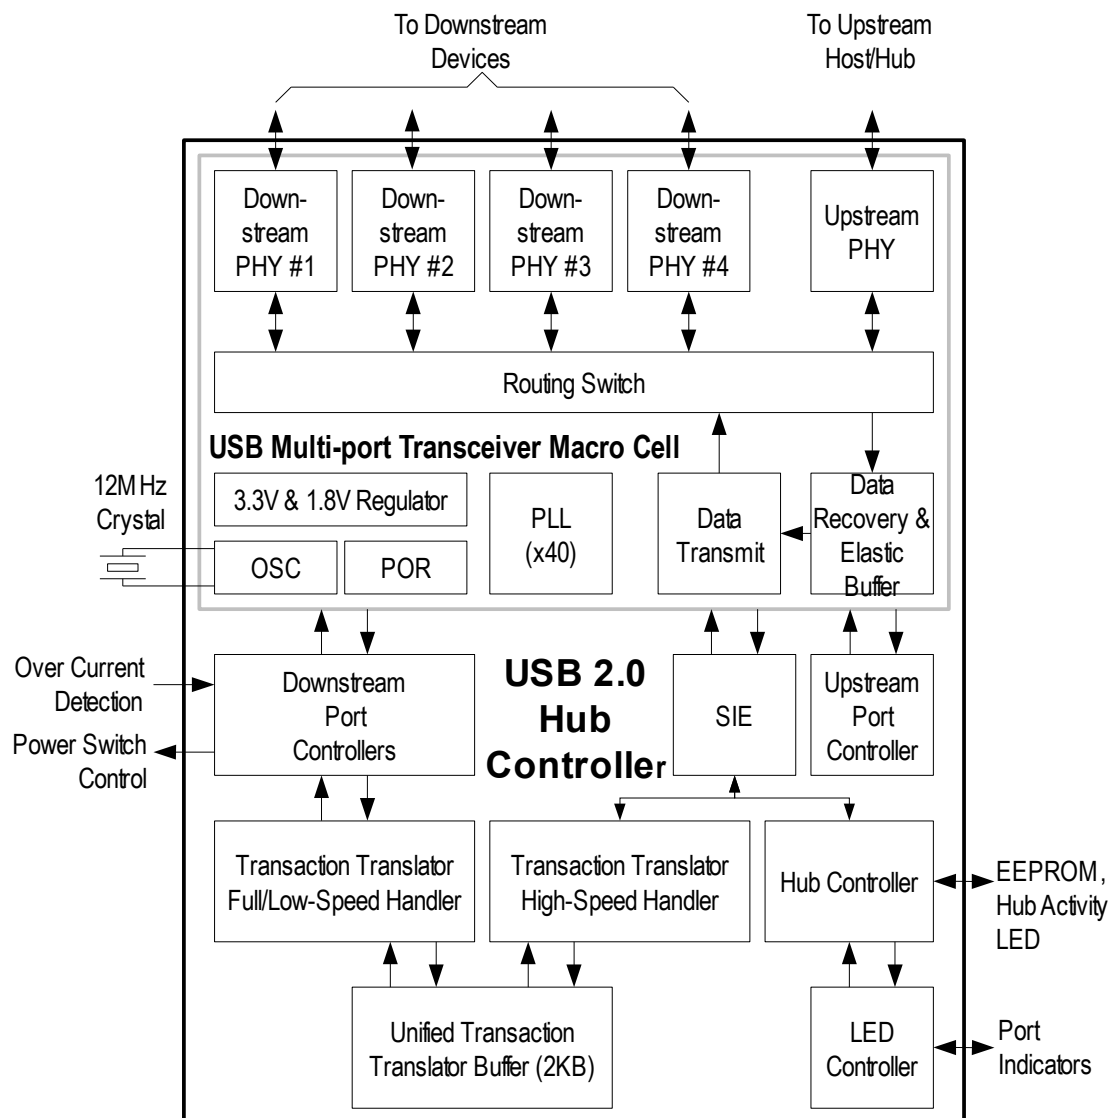 To Downstream
Devices
To Upstream
Host/Hub
Down-
stream
PHY #1
Down-
stream
PHY #2
Down-
stream
PHY #3
Down-
stream
PHY #4
Upstream
PHY
Routing Switch
USB Multi-port Transceiver Macro Cell
12MHz
Crystal
3.3V & 1.8V Regulator
OSC
POR
PLL
(x40)
Data
Transmit
Data
Recovery &
Elastic
Buffer
Over Current
Detection
Power Switch
Control
Downstream
Port
Controllers
USB 2.0
Hub
Controller
SIE
Upstream
Port
Controller
Transaction Translator
Full/Low-Speed Handler
Transaction Translator
High-Speed Handler
Hub Controller
EEPROM,
Hub Activity
LED
Unified Transaction
Translator Buffer (2KB)
LED
Controller
Port
Indicators